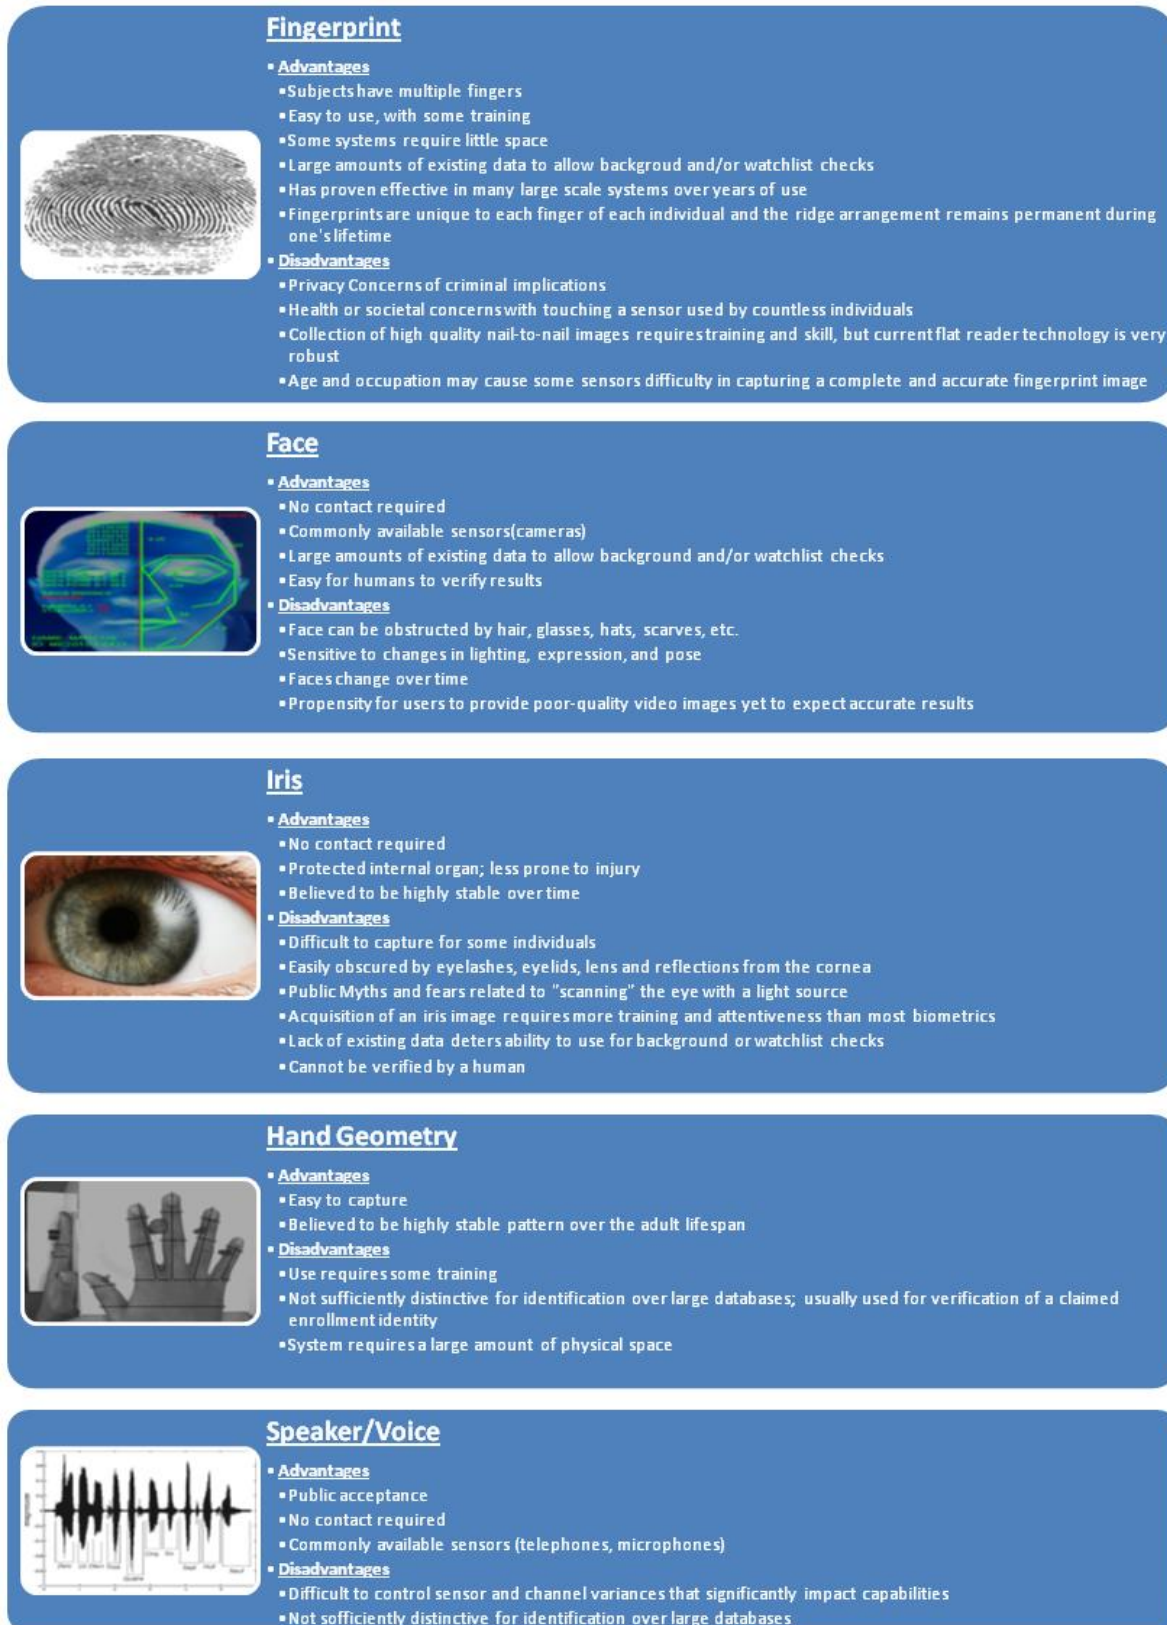 Fingerprint
▪ Advantages
▪ Subjects have multiple fingers
▪ Easy to use, with some training
▪ Some systems require little space
▪ Large amounts of existing data to allow backgroud and/or watchlist checks
▪ Has proven effective in many large scale systems over years of use
▪ Fingerprints are unique to each finger of each individual and the ridge arrangement remains permanent during
one's lifetime
▪ Disadvantages
▪ Privacy Concerns of criminal implications
▪ Health or societal concerns with touching a sensor used by countless individuals
▪ Collection of high quality nail-to-nail images requires training and skill, but current flat reader technology is very
robust
▪ Age and occupation may cause some sensors difficulty in capturing a complete and accurate fingerprint image
Face
▪ Advantages
▪ No contact required
▪ Commonly available sensors(cameras)
▪ Large amounts of existing data to allow background and/or watchlist checks
▪ Easy for humans to verify results
▪ Disadvantages
▪ Face can be obstructed by hair, glasses, hats, scarves, etc.
▪ Sensitive to changes in lighting, expression, and pose
▪ Faces change over time
▪ Propensity for users to provide poor-quality video images yet to expect accurate results
Iris
▪ Advantages
▪ No contact required
▪ Protected internal organ; less prone to injury
▪ Believed to be highly stable over time
▪ Disadvantages
▪ Difficult to capture for some individuals
▪ Easily obscured by eyelashes, eyelids, lens and reflections from the cornea
▪ Public Myths and fears related to "scanning" the eye with a light source
▪ Acquisition of an iris image requires more training and attentiveness than most biometrics
▪ Lack of existing data deters ability to use for background or watchlist checks
▪ Cannot be verified by a human
Hand Geometry
▪ Advantages
▪ Easy to capture
▪ Believed to be highly stable pattern over the adult lifespan
▪ Disadvantages
▪ Use requires some training
▪ Not sufficiently distinctive for identification over large databases; usually used for verification of a claimed
enrollment identity
▪ System requires a large amount of physical space
Speaker/Voice
▪ Advantages
▪ Public acceptance
▪ No contact required
▪ Commonly available sensors (telephones, microphones)
▪ Disadvantages
▪ Difficult to control sensor and channel variances that significantly impact capabilities
▪ Not sofficiently distinctive for identification over large databases